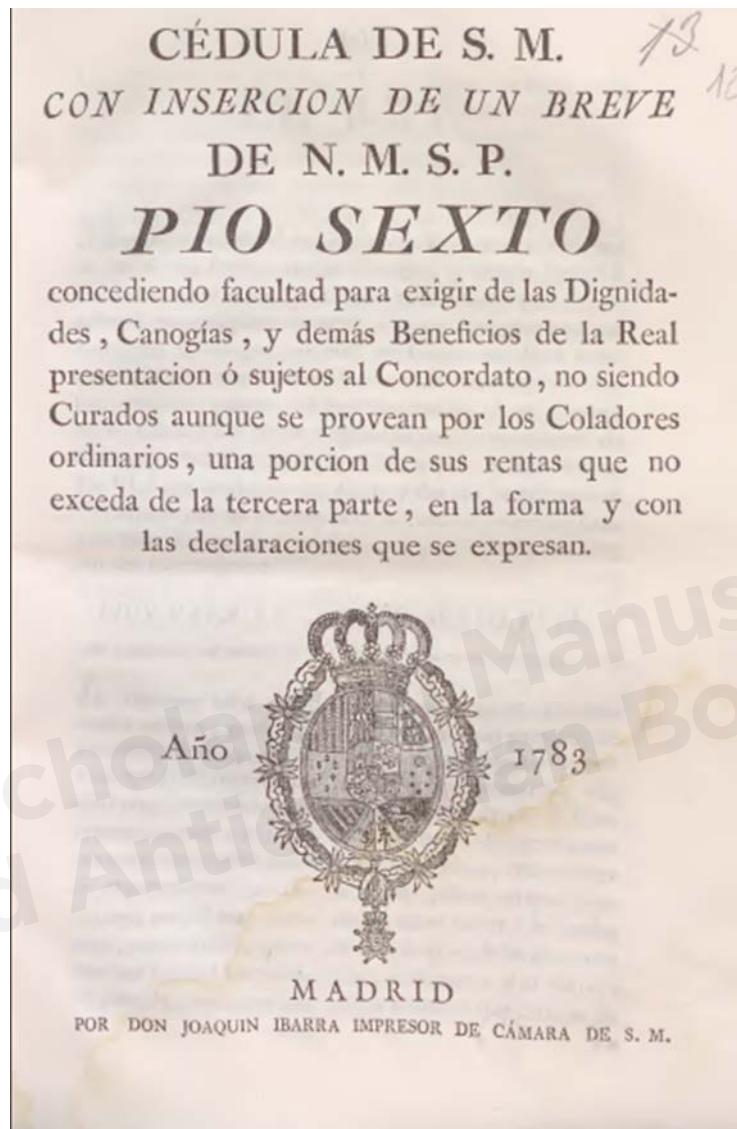 CÉDULA DE S. M.
13
CON INSERCION DE UN BREVE
DE N. M. S. P.
PIO SEXTO
concediendo facultad para exigir de las Dignida-
des, Canogías, y demás Beneficios de la Real
presentacion ó sujetos al Concordato, no siendo
Curados aunque se provean por los Coladores
ordinarios, una porcion de sus rentas que no
exceda de la tercera parte, en la forma y con
las declaraciones que se expresan.
Año 1783
MADRID
POR DON JOAQUIN IBARRA IMPRESOR DE CÁMARA DE S. M.